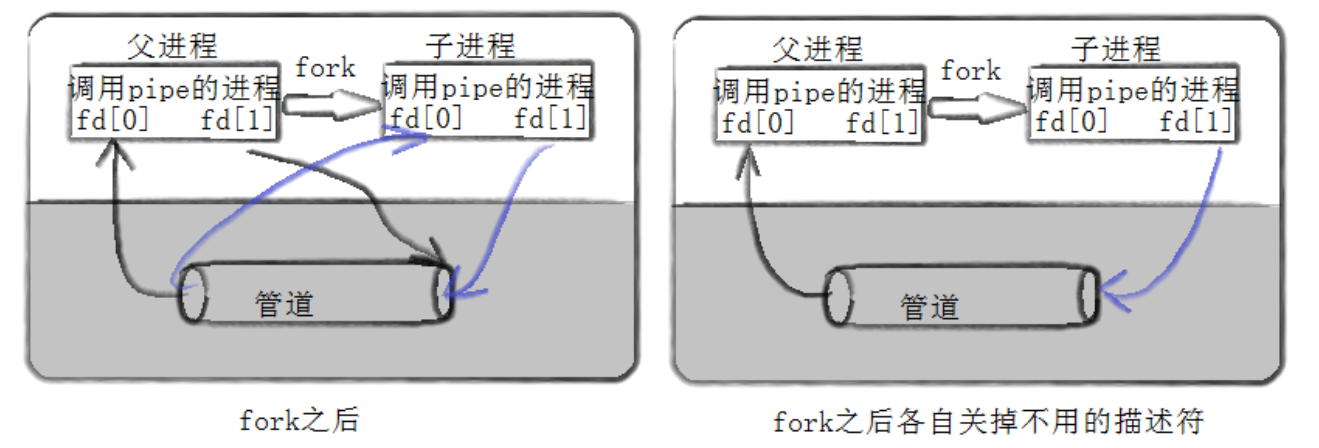 父进程
子进程
fork
调用pipe的进程
调用pipe的进程
fd[0] fd[1]
fd[0] fd[1]
管道
fork之后
父进程
子进程
fork
调用pipe的进程
调用pipe的进程
fd[0] fd[1]
fd[0] fd[1]
管道
fork之后各自关掉不用的描述符